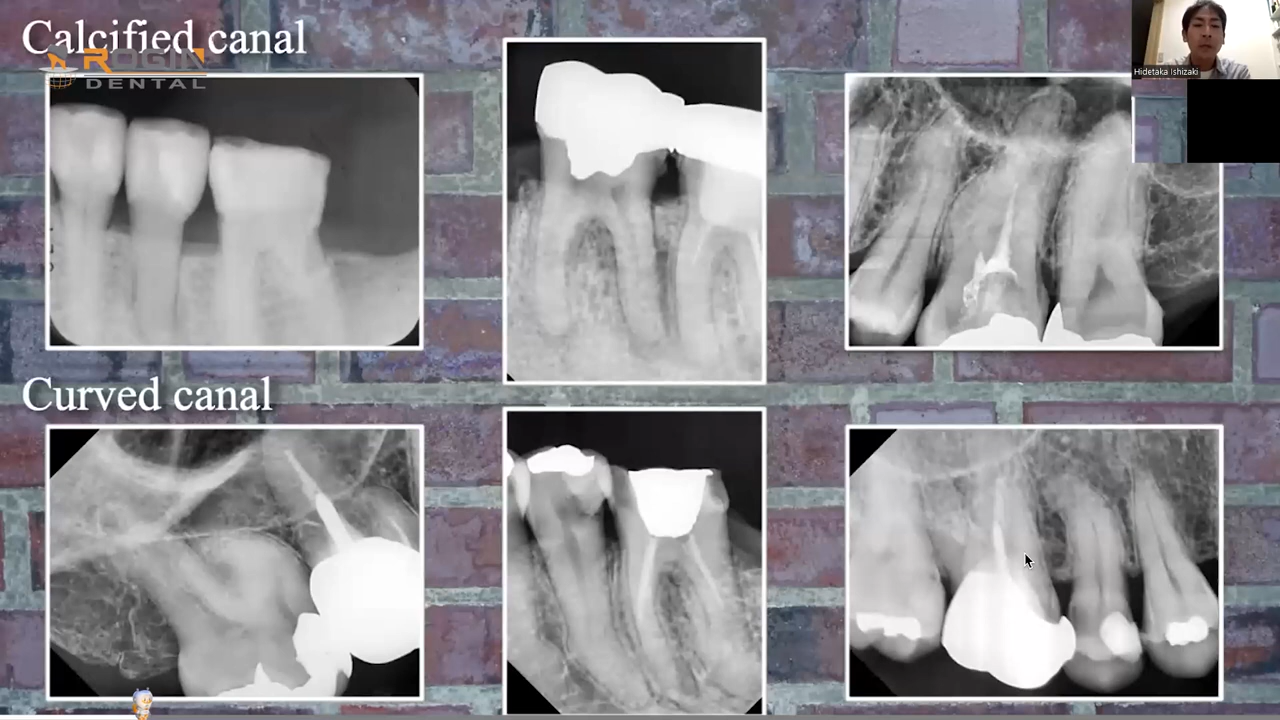 Calcified canal
ROGIN
DENTAL
Hidetaka Ishizaki
Curved canal